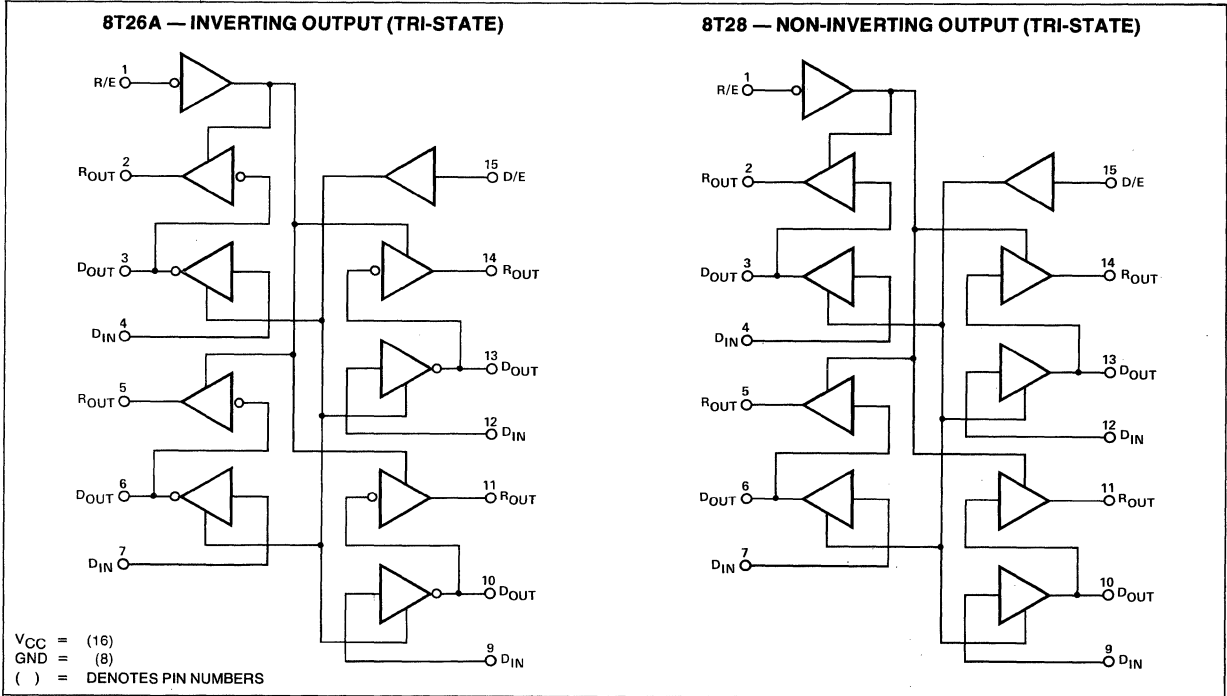 8T26A — INVERTING OUTPUT (TRI-STATE)
R/E 1
ROUT 2
15 D/E
DOUT 3
14 ROUT
DIN 4
13 DOUT
ROUT 5
12 DIN
DOUT 6
11 ROUT
DIN 7
10 DOUT
9 DIN
VCC = (16)
GND = (8)
( ) = DENOTES PIN NUMBERS
8T28 — NON-INVERTING OUTPUT (TRI-STATE)
R/E 1
ROUT 2
15 D/E
DOUT 3
14 ROUT
DIN 4
13 DOUT
ROUT 5
12 DIN
DOUT 6
11 ROUT
DIN 7
10 DOUT
9 DIN